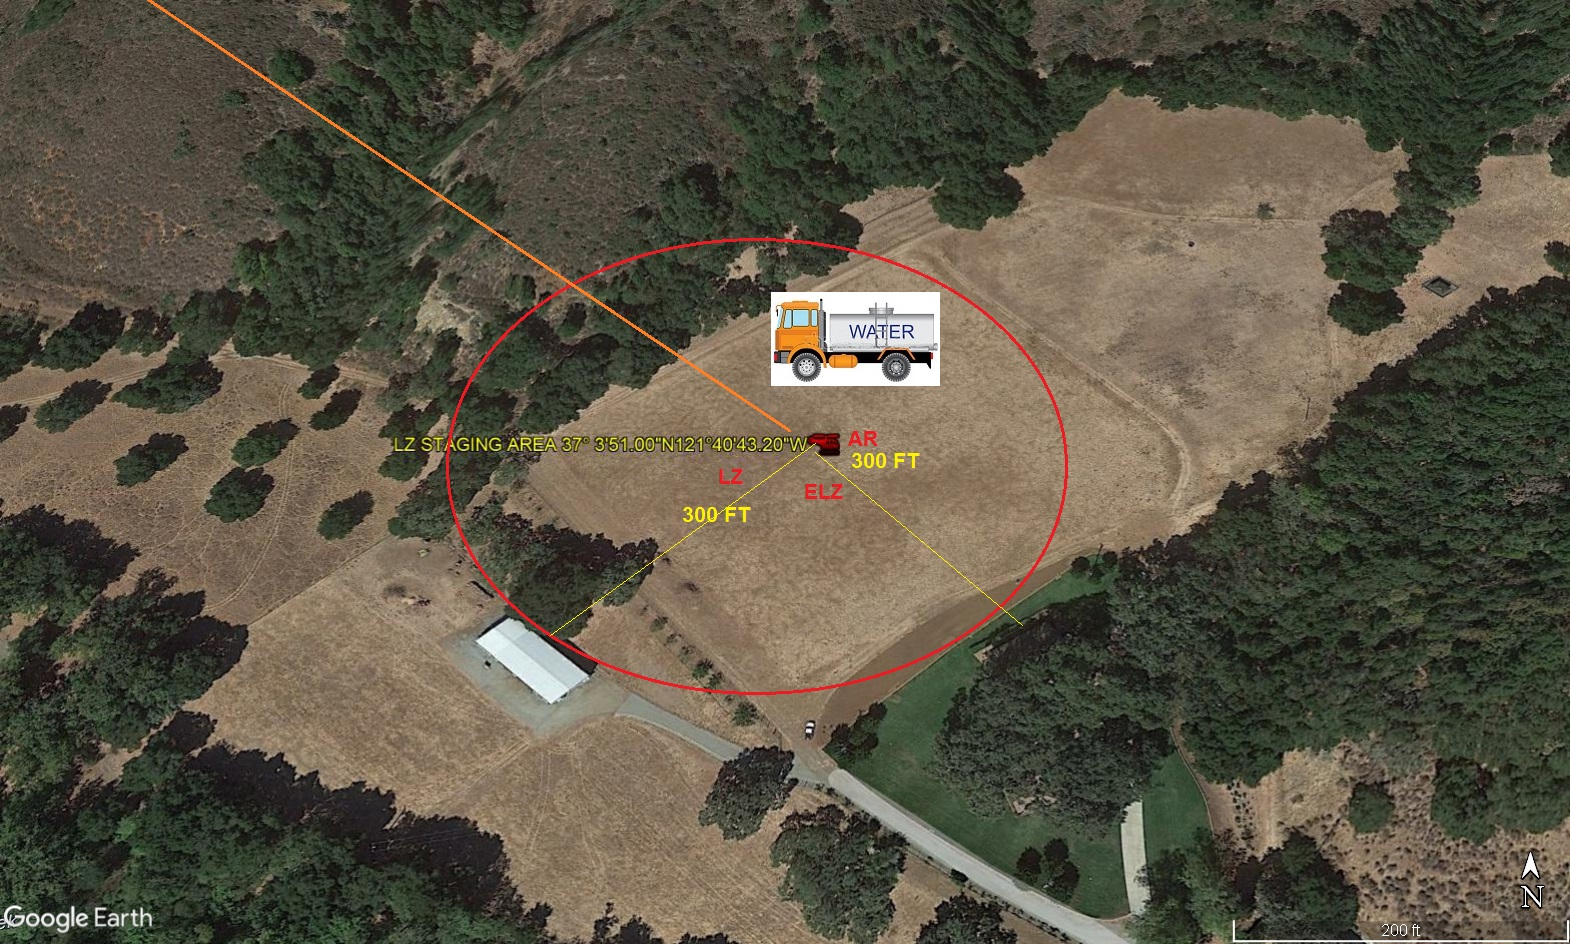 WATER
LZ STAGING AREA 37° 3'51.00"N121°40'43.20"W
AR
300 FT
LZ
ELZ
300 FT
N
Google Earth
200 ft